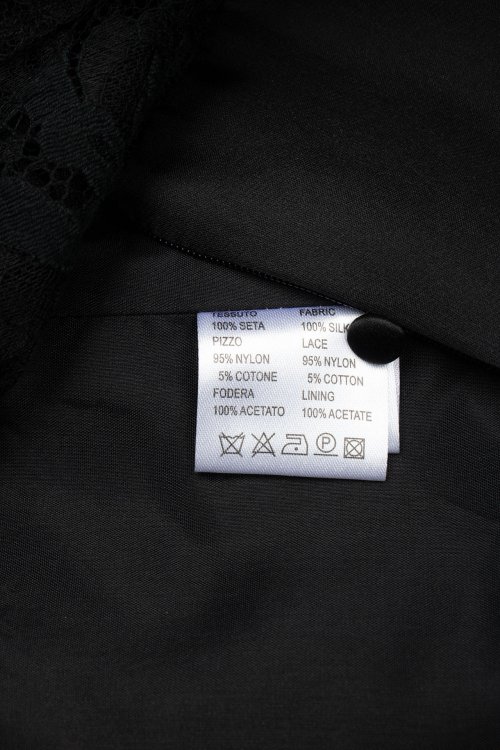 TESSUTO FABRIC
100% SETA 100% SILK
PIZZO LACE
95% NYLON 95% NYLON
5% COTONE 5% COTTON
FODERA LINING
100% ACETATO 100% ACETATE
P